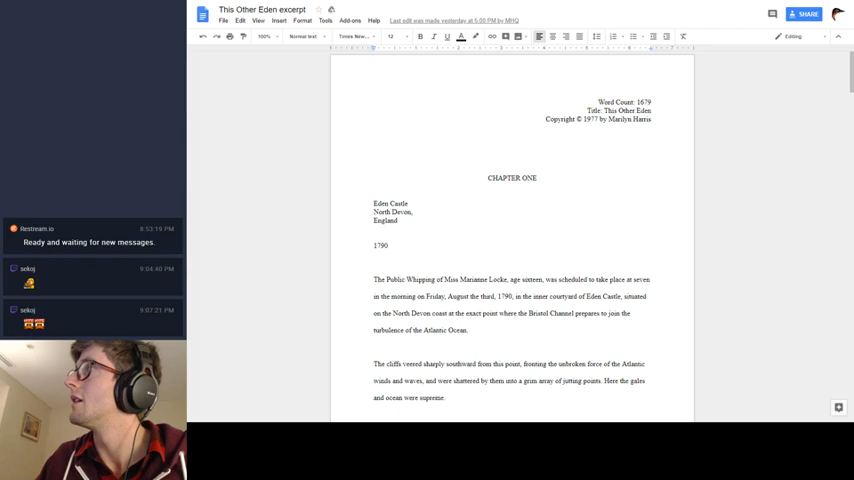 This Other Eden excerpt
File Edit View Insert Format Tools Add-ons Help Last edit was made yesterday at 5:00 PM by MHQ
SHARE
100% Normal text Times New... 12 Editing
Word Count: 1679
Title: This Other Eden
Copyright © 1977 by Marilyn Harris
CHAPTER ONE
Eden Castle
North Devon,
England
1790
The Public Whipping of Miss Marianne Locke, age sixteen, was scheduled to take place at seven
in the morning on Friday, August the third, 1790, in the inner courtyard of Eden Castle, situated
on the North Devon coast at the exact point where the Bristol Channel prepares to join the
turbulence of the Atlantic Ocean.
The cliffs veered sharply southward from this point, fronting the unbroken force of the Atlantic
winds and waves, and were shattered by them into a grim array of jutting points. Here the gales
and ocean were supreme.
Restream.io 8:53:19 PM
Ready and waiting for new messages.
sekoj 9:04:40 PM
sekoj 9:07:21 PM